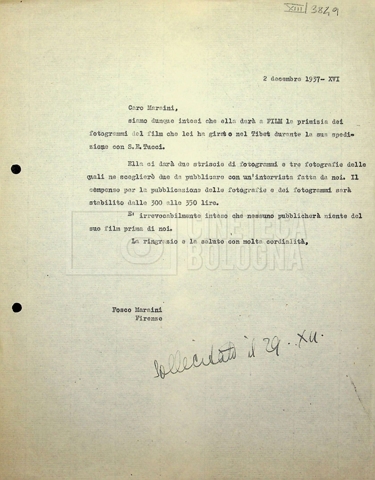 XIII/3849
2 decembre 1937-XVI
Caro Maraini,
siamo dunque intesi che ella darà a FILM la primizia dei
fotogrammi del film che lei ha girato nel Tibet durante la sua spedi-
zione con S.E.Tucci.
Ella ci darà due striscie di fotogrammi e tre fotografie delle
quali ne sceglierò due da pubblicare con un'intervista fatta da noi. Il
compenso per la pubblicazione delle fotografie e dei fotogrammi sarà
stabilito dalle 300 alle 350 lire.
E' irrevocabilmente inteso che nessuno pubblicherà niente del
suo film prima di noi.
La ringrazio e la saluto con molta cordialità,
CINETECA
BOLOGNA
Fosco Maraini
Firenze
Sollecitato il 29. XII.